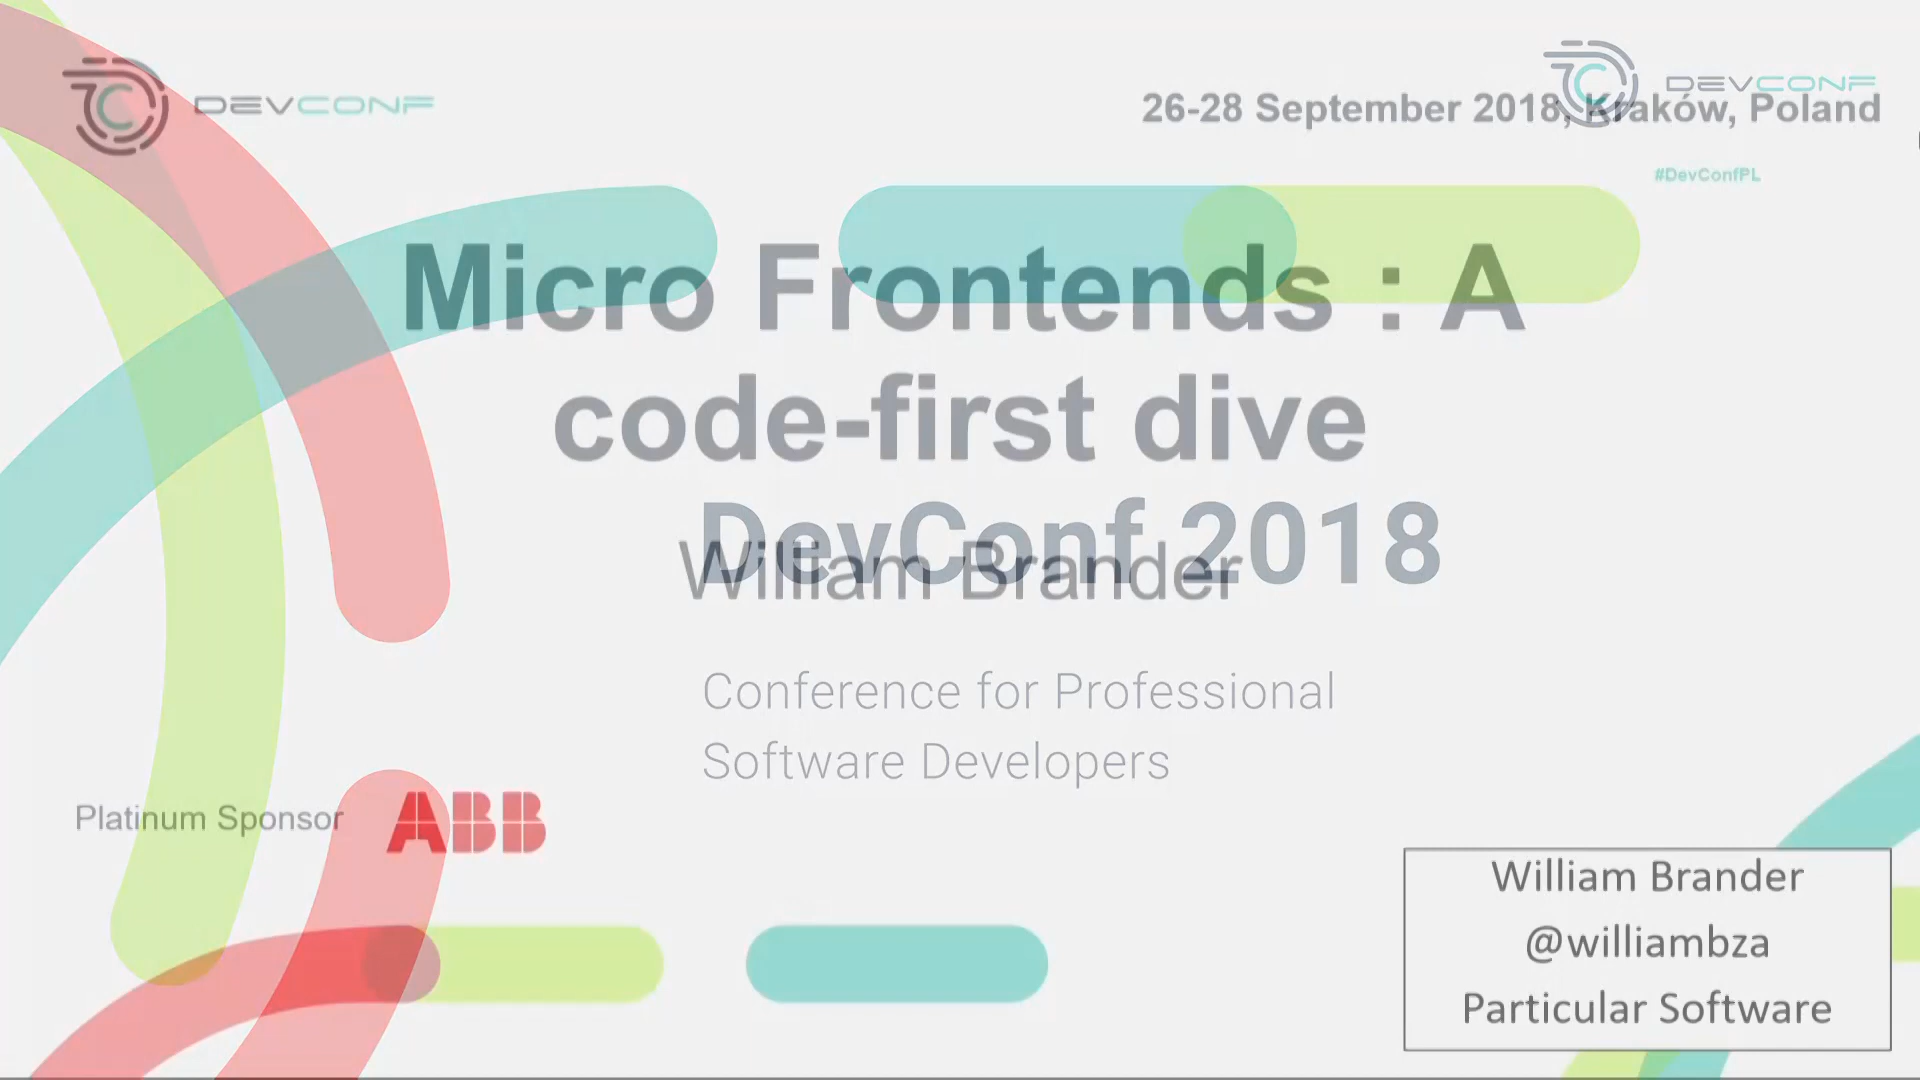 DEVCONF
DEVCONF
26-28 September 2018, Kraków, Poland
#DevConfPL
Micro Frontends : A
code-first dive
DevConf 2018
William Brander
Conference for Professional
Software Developers
Platinum Sponsor
ABB
William Brander
@williambza
Particular Software